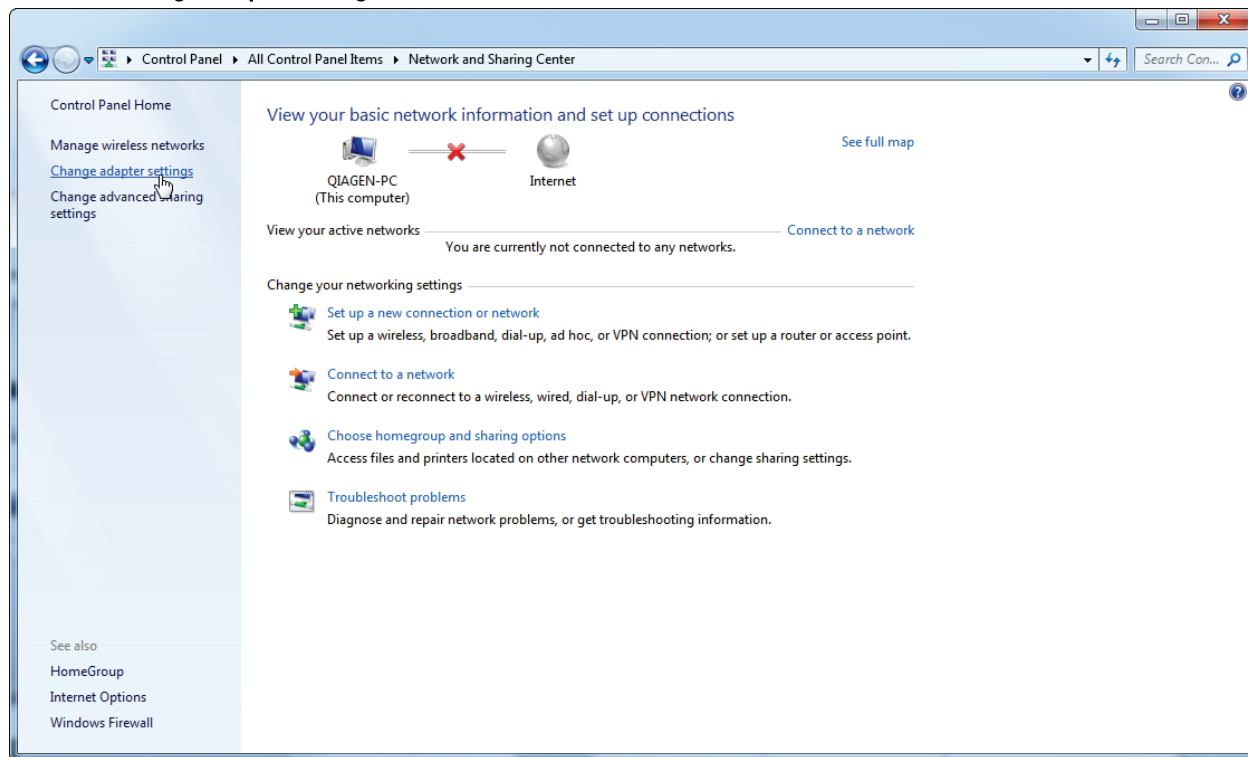 Control Panel ▸ All Control Panel Items ▸ Network and Sharing Center
Search Con...
Control Panel Home
Manage wireless networks
Change adapter settings
Change advanced sharing
settings
View your basic network information and set up connections
See full map
QIAGEN-PC
(This computer)
Internet
View your active networks
Connect to a network
You are currently not connected to any networks.
Change your networking settings
Set up a new connection or network
Set up a wireless, broadband, dial-up, ad hoc, or VPN connection; or set up a router or access point.
Connect to a network
Connect or reconnect to a wireless, wired, dial-up, or VPN network connection.
Choose homegroup and sharing options
Access files and printers located on other network computers, or change sharing settings.
Troubleshoot problems
Diagnose and repair network problems, or get troubleshooting information.
See also
HomeGroup
Internet Options
Windows Firewall